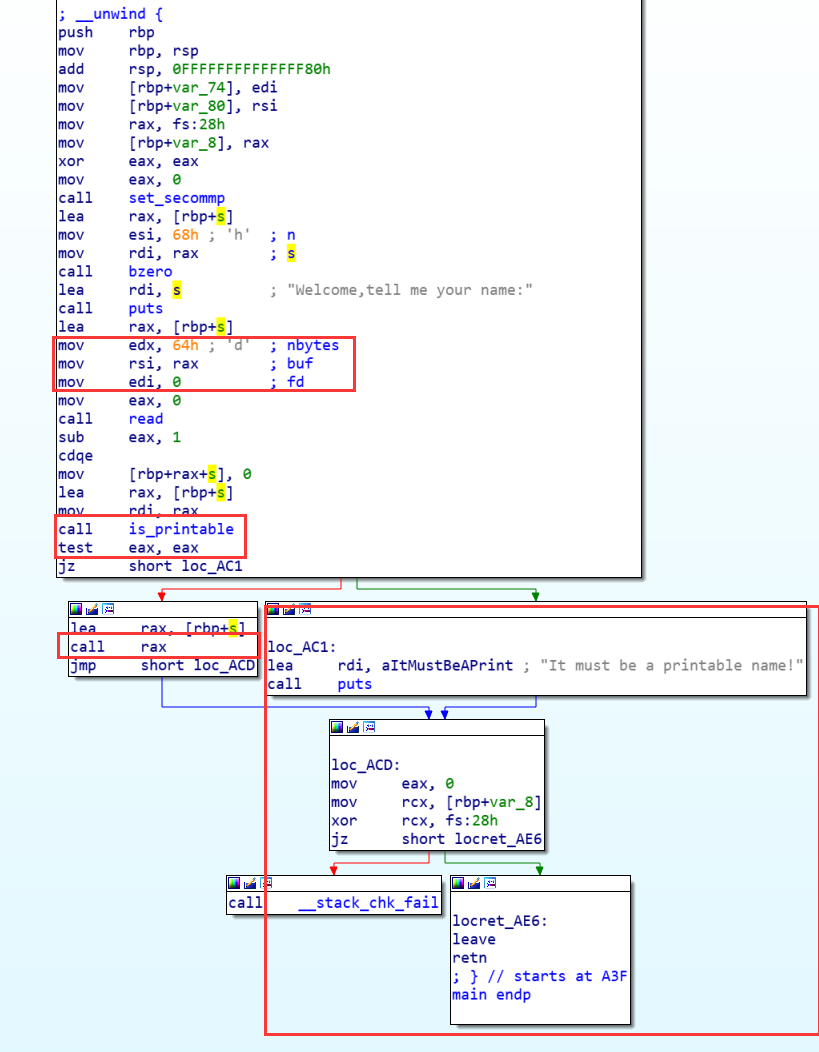 ; __unwind {
push rbp
mov rbp, rsp
add rsp, 0FFFFFFFFFFFFFF80h
mov [rbp+var_74], edi
mov [rbp+var_80], rsi
mov rax, fs:28h
mov [rbp+var_8], rax
xor eax, eax
mov eax, 0
call set_secommp
lea rax, [rbp+s]
mov esi, 68h ; 'h' ; n
mov rdi, rax ; s
call bzero
lea rdi, s ; "Welcome,tell me your name:"
call puts
lea rax, [rbp+s]
mov edx, 64h ; 'd' ; nbytes
mov rsi, rax ; buf
mov edi, 0 ; fd
mov eax, 0
call read
sub eax, 1
cdqe
mov [rbp+rax+s], 0
lea rax, [rbp+s]
mov rdi, rax
call is_printable
test eax, eax
jz short loc_AC1
lea rax, [rbp+s]
call rax
jmp short loc_ACD
loc_AC1:
lea rdi, aItMustBeAPrint ; "It must be a printable name!"
call puts
loc_ACD:
mov eax, 0
mov rcx, [rbp+var_8]
xor rcx, fs:28h
jz short locret_AE6
call __stack_chk_fail
locret_AE6:
leave
retn
; } // starts at A3F
main endp